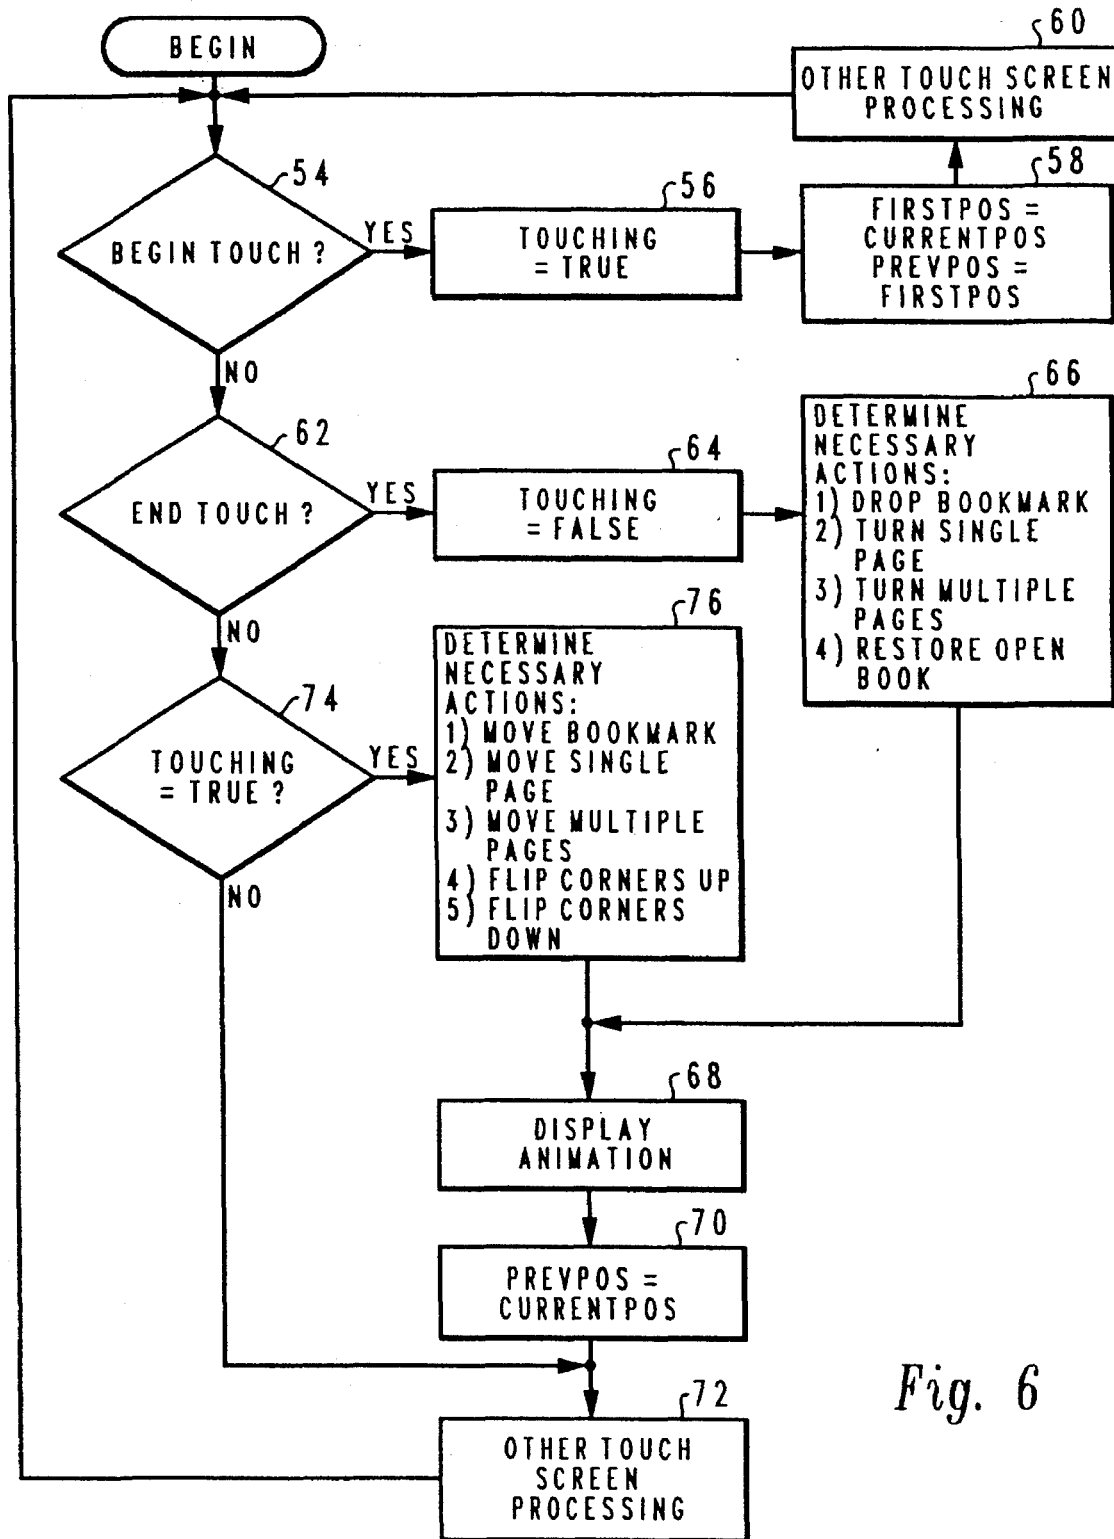 BEGIN
60
OTHER TOUCH SCREEN
PROCESSING
54
BEGIN TOUCH ?
YES
56
TOUCHING
= TRUE
58
FIRSTPOS =
CURRENTPOS
PREVPOS =
FIRSTPOS
NO
62
END TOUCH ?
YES
64
TOUCHING
= FALSE
66
DETERMINE
NECESSARY
ACTIONS:
1) DROP BOOKMARK
2) TURN SINGLE
PAGE
3) TURN MULTIPLE
PAGES
4) RESTORE OPEN
BOOK
NO
74
TOUCHING
= TRUE ?
YES
76
DETERMINE
NECESSARY
ACTIONS:
1) MOVE BOOKMARK
2) MOVE SINGLE
PAGE
3) MOVE MULTIPLE
PAGES
4) FLIP CORNERS UP
5) FLIP CORNERS
DOWN
NO
68
DISPLAY
ANIMATION
70
PREVPOS =
CURRENTPOS
72
OTHER TOUCH
SCREEN
PROCESSING
Fig. 6